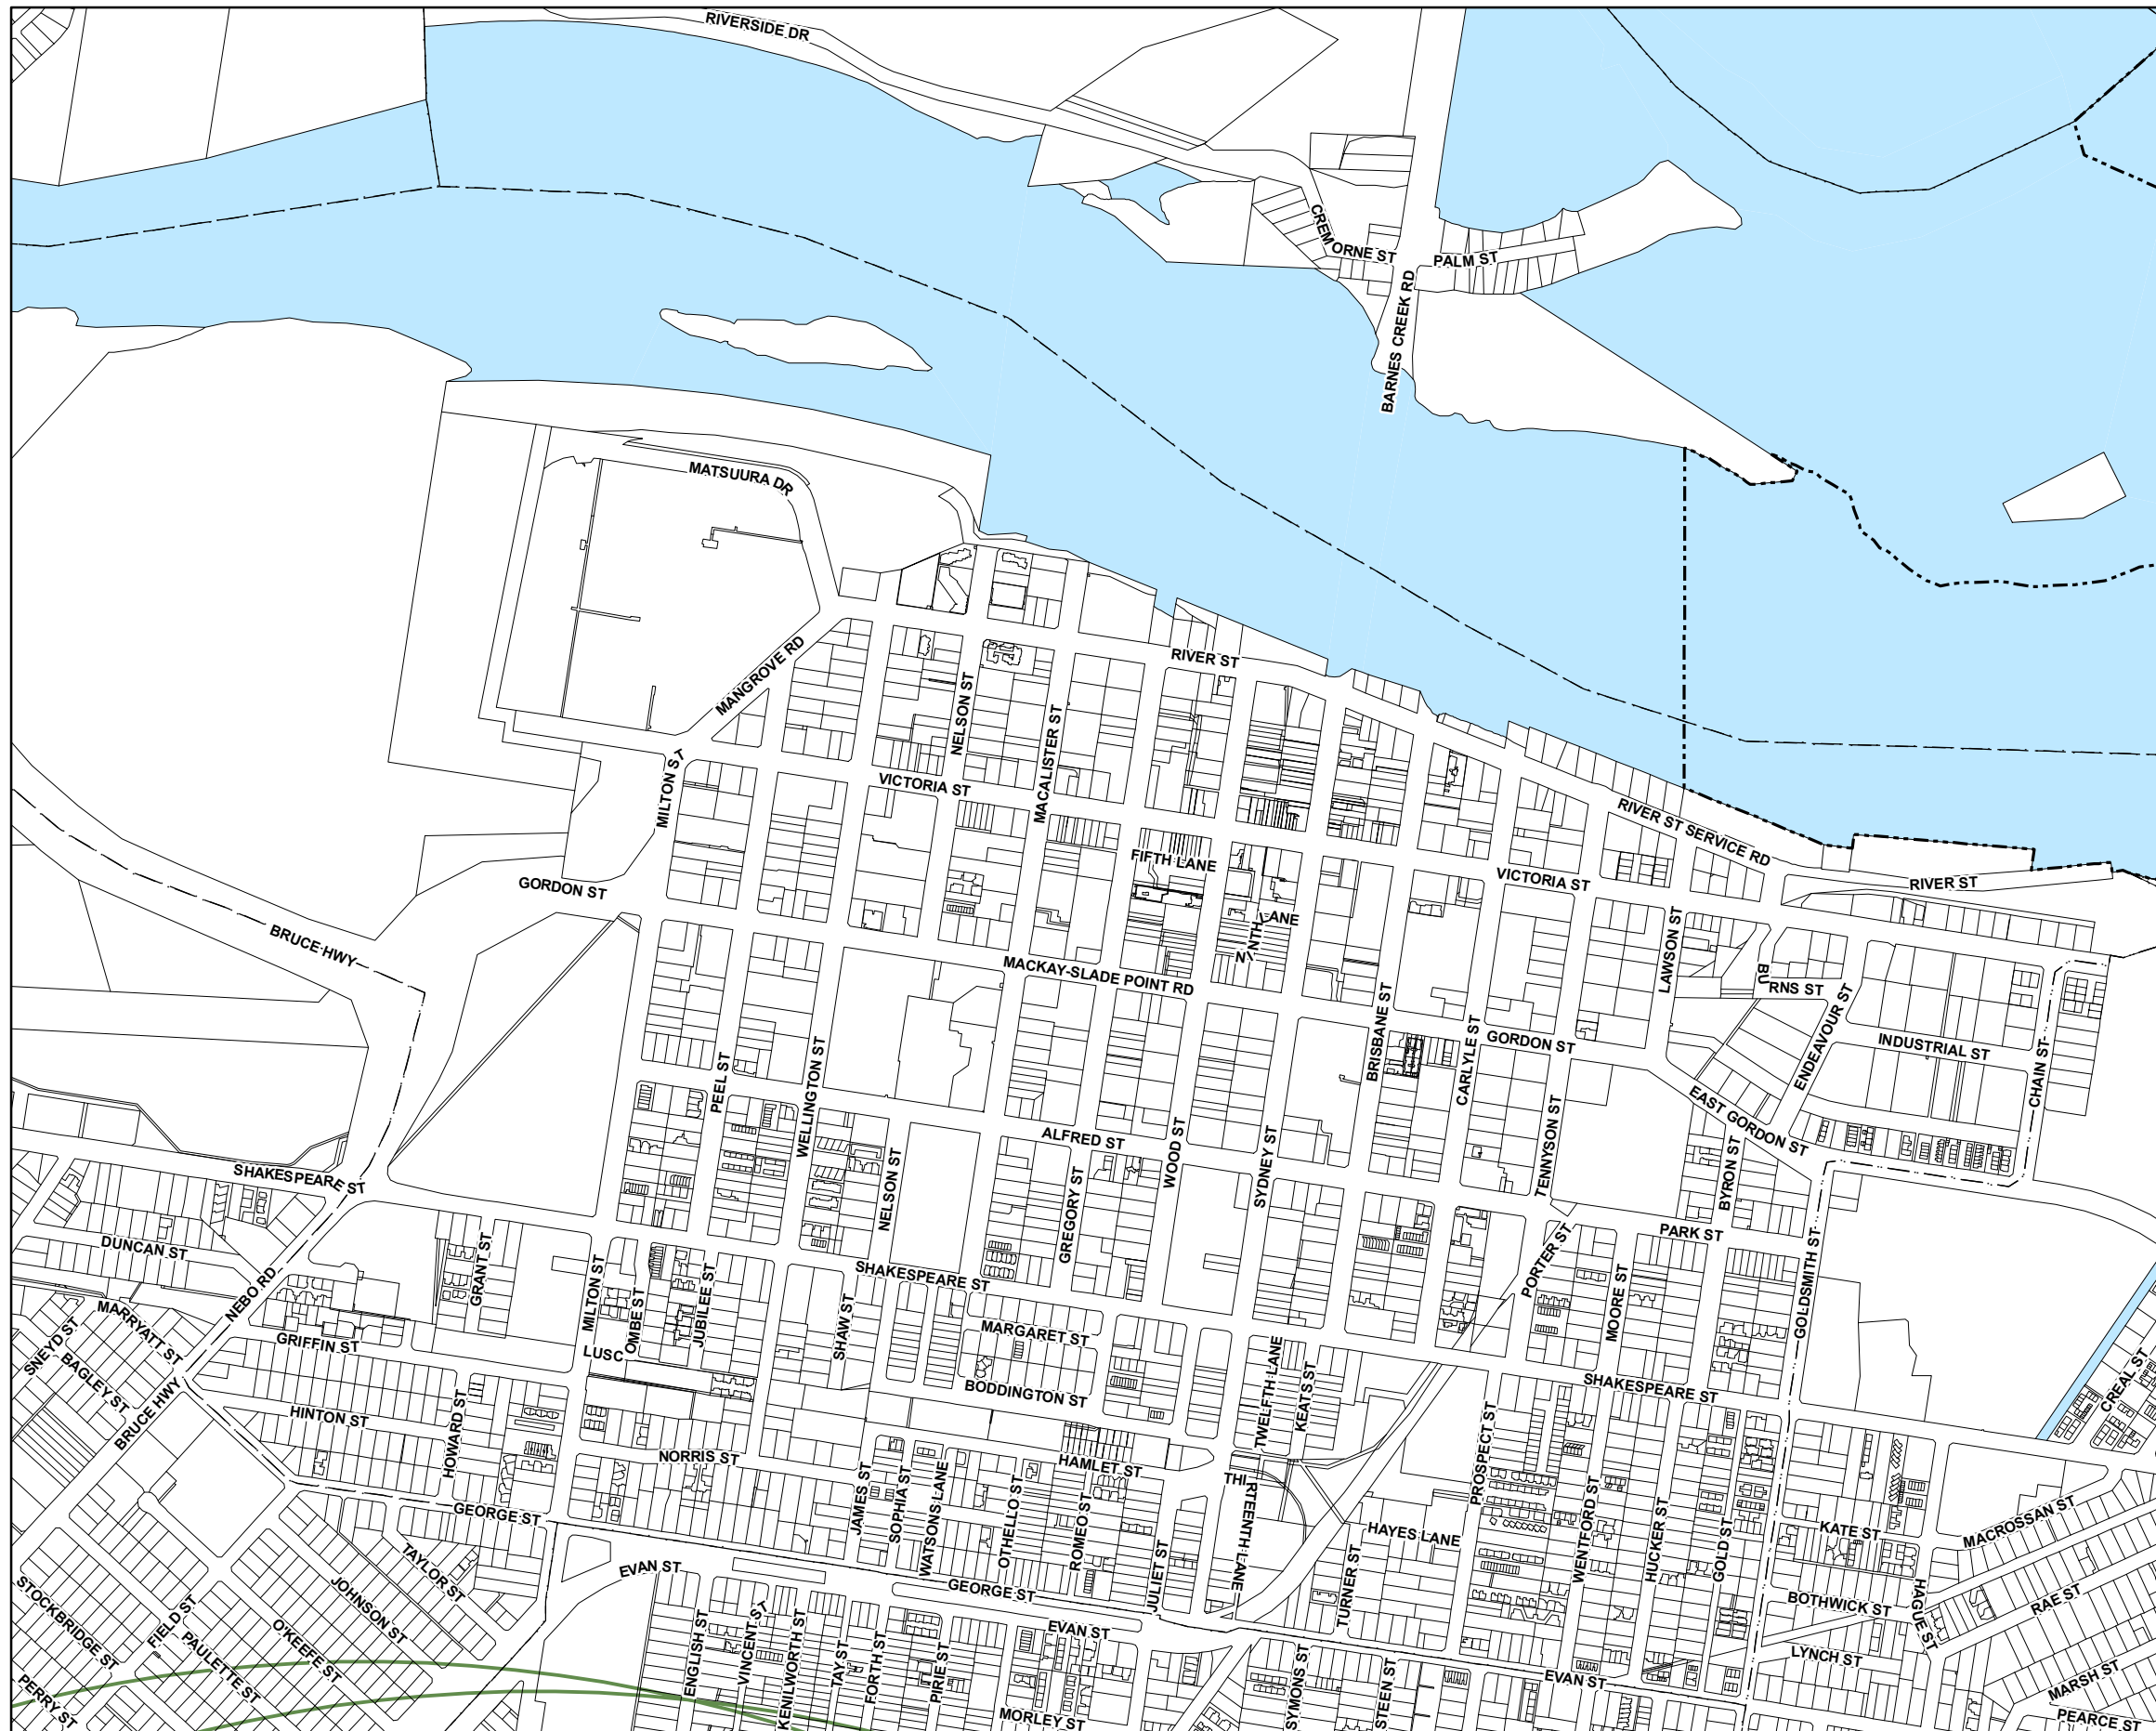 RIVERSIDE DR
CREMORNE ST
PALM ST
BARNES CREEK RD
MATSUURA DR
MANGROVE RD
RIVER ST
NELSON ST
MACALISTER ST
MILTON ST
VICTORIA ST
RIVER ST SERVICE RD
FIFTH LANE
VICTORIA ST
RIVER ST
GORDON ST
NINTH LANE
LAWSON ST
BRUCE HWY
MACKAY-SLADE POINT RD
BURNS ST
ENDEAVOUR ST
BRISBANE ST
CARLYLE ST
GORDON ST
INDUSTRIAL ST
CHAIN ST
PEEL ST
WELLINGTON ST
EAST GORDON ST
ALFRED ST
WOOD ST
SYDNEY ST
TENNYSON ST
BYRON ST
SHAKESPEARE ST
NELSON ST
GREGORY ST
PARK ST
DUNCAN ST
GRANT ST
MILTON ST
JUBILEE ST
SHAKESPEARE ST
PORTER ST
MOORE ST
GOLDSMITH ST
NEBO RD
MARRYATT ST
SNEYD ST
BAGLEY ST
GRIFFIN ST
LUSCOMBE ST
SHAW ST
MARGARET ST
TWELFTH LANE
KEATS ST
BODDINGTON ST
SHAKESPEARE ST
CREAL ST
BRUCE HWY
HINTON ST
HOWARD ST
NORRIS ST
HAMLET ST
THIRTEENTH LANE
PROSPECT ST
GEORGE ST
JAMES ST
SOPHIA ST
WATSONS LANE
OTHELLO ST
ROMEO ST
JULIET ST
HAYES LANE
TURNER ST
WENTFORD ST
HUCKER ST
GOLD ST
KATE ST
MACROSSAN ST
TAYLOR ST
JOHNSON ST
EVAN ST
GEORGE ST
EVAN ST
BOTHWICK ST
HAGUE ST
RAE ST
STOCKBRIDGE ST
FIELD ST
O'KEEFE ST
PAULETTE ST
ENGLISH ST
VINCENT ST
KENILWORTH ST
TAY ST
FORTH ST
PIRIE ST
MORLEY ST
SYMONS ST
STEEN ST
EVAN ST
LYNCH ST
MARSH ST
PERRY ST
PEARCE ST